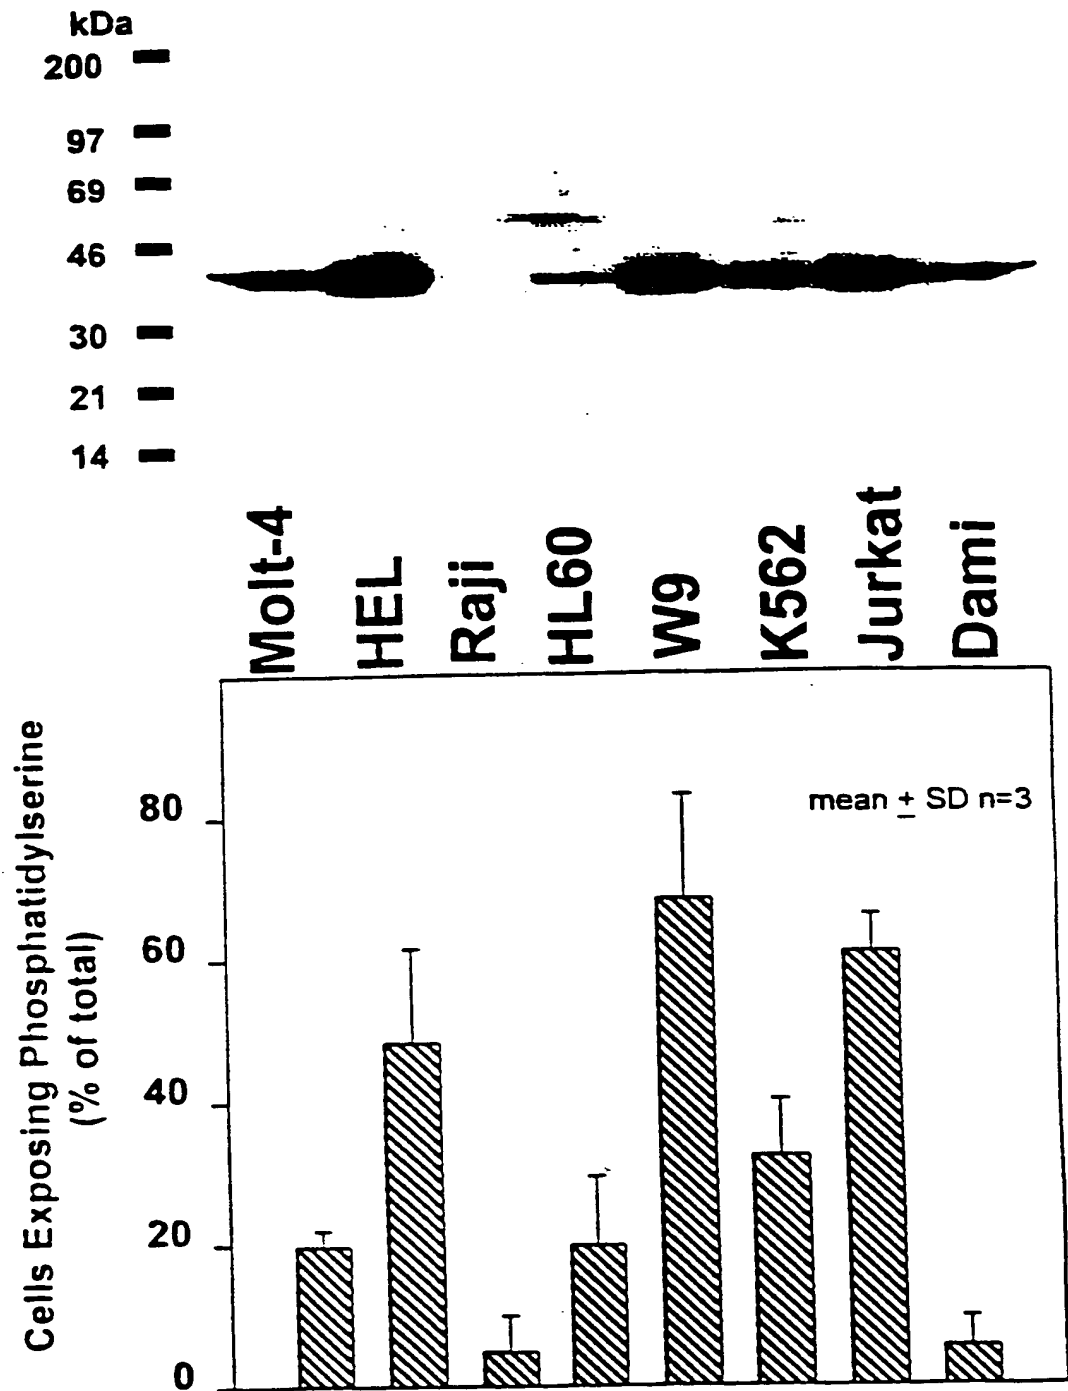 kDa
200
97
69
46
30
21
14
Molt-4
HEL
Raji
HL60
W9
K562
Jurkat
Dami
Cells Exposing Phosphatidylserine
(% of total)
mean ± SD n=3
80
60
40
20
0